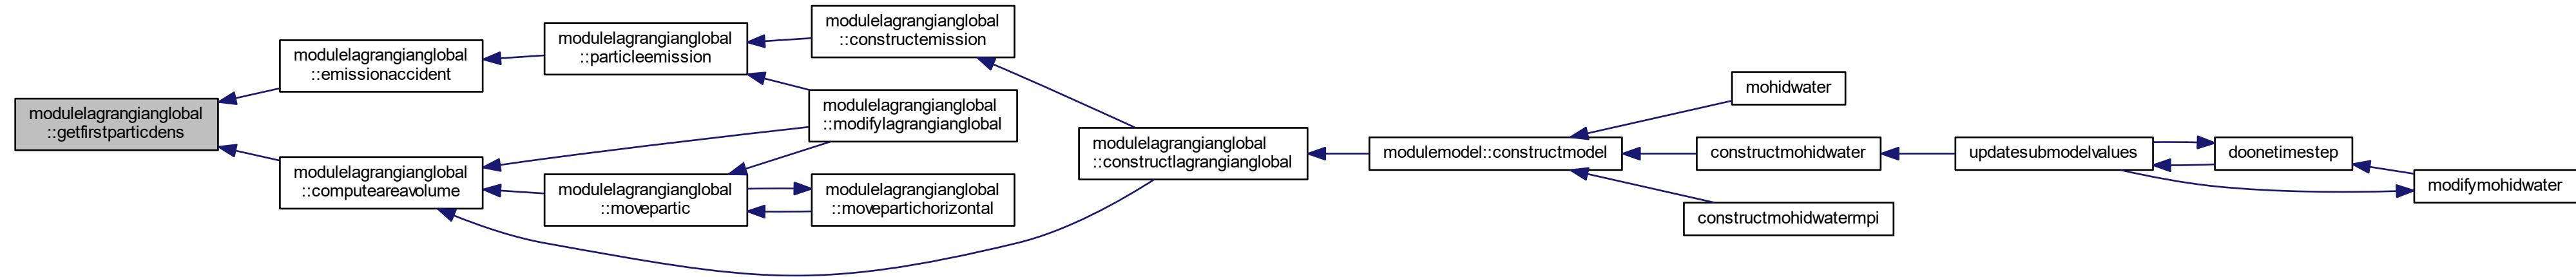 modulelagrangianglobal
::getfirstparticdens
modulelagrangianglobal
::emissionaccident
modulelagrangianglobal
::computeareavolume
modulelagrangianglobal
::particleemission
modulelagrangianglobal
::movepartic
modulelagrangianglobal
::constructemission
modulelagrangianglobal
::modifylagrangianglobal
modulelagrangianglobal
::movepartichorizontal
modulelagrangianglobal
::constructlagrangianglobal
modulemodel::constructmodel
mohidwater
constructmohidwater
constructmohidwatermpi
updatesubmodelvalues
doonetimestep
modifymohidwater